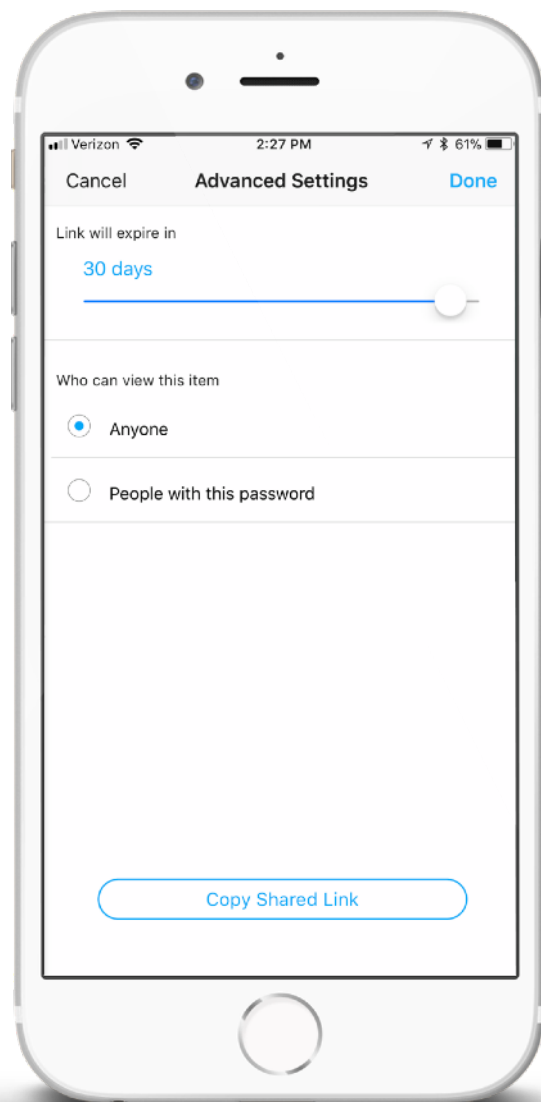 Verizon 2:27 PM 61%
Cancel Advanced Settings Done
Link will expire in
30 days
Who can view this item
Anyone
People with this password
Copy Shared Link